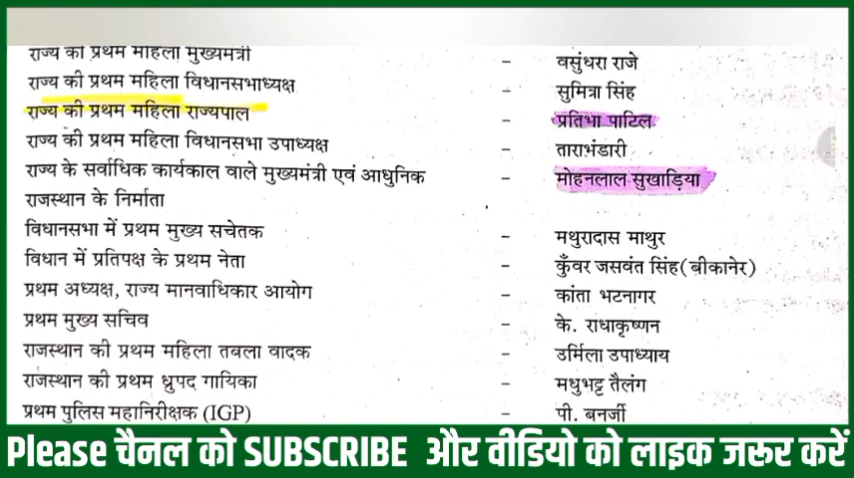 राज्य की प्रथम महिला मुख्यमंत्री - वसुंधरा राजे
राज्य की प्रथम महिला विधानसभाध्यक्ष - सुमित्रा सिंह
राज्य की प्रथम महिला राज्यपाल - प्रतिभा पाटिल
राज्य की प्रथम महिला विधानसभा उपाध्यक्ष - ताराभंडारी
राज्य के सर्वाधिक कार्यकाल वाले मुख्यमंत्री एवं आधुनिक - मोहनलाल सुखाड़िया
राजस्थान के निर्माता
विधानसभा में प्रथम मुख्य सचेतक - मथुरादास माथुर
विधान में प्रतिपक्ष के प्रथम नेता - कुँवर जसवंत सिंह(बीकानेर)
प्रथम अध्यक्ष, राज्य मानवाधिकार आयोग - कांता भटनागर
प्रथम मुख्य सचिव - के. राधाकृष्णन
राजस्थान की प्रथम महिला तबला वादक - उर्मिला उपाध्याय
राजस्थान की प्रथम ध्रुपद गायिका - मधुभट्ट तैलंग
प्रथम पुलिस महानिरीक्षक (IGP) - पी. बनर्जी
Please चैनल को SUBSCRIBE और वीडियो को लाइक जरूर करें